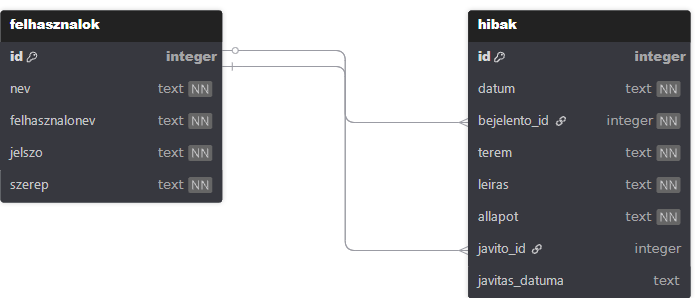 felhasznalok
id integer
nev text NN
felhasznalonev text NN
jelszo text NN
szerep text NN
hibak
id integer
datum text NN
bejelento_id integer NN
terem text NN
leiras text NN
allapot text NN
javito_id integer
javitas_datuma text